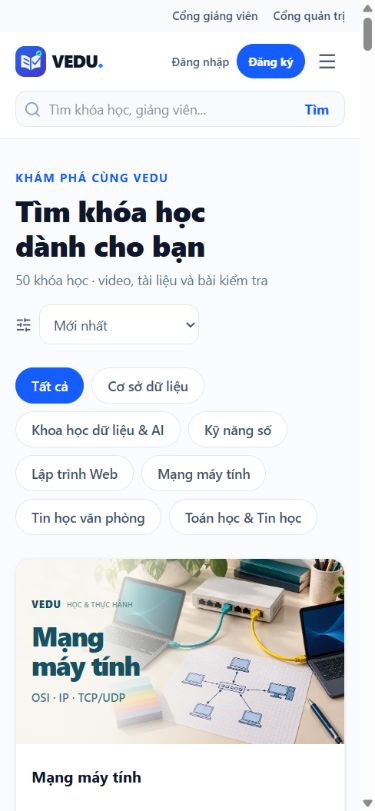 Cổng giảng viên Cổng quản trị
VEDU. Đăng nhập Đăng ký
Tìm khóa học, giảng viên... Tìm
KHÁM PHÁ CÙNG VEDU
Tìm khóa học
dành cho bạn
50 khóa học · video, tài liệu và bài kiểm tra
Mới nhất
Tất cả Cơ sở dữ liệu
Khoa học dữ liệu & AI Kỹ năng số
Lập trình Web Mạng máy tính
Tin học văn phòng Toán học & Tin học
VEDU HỌC & THỰC HÀNH
Mạng
máy tính
OSI · IP · TCP/UDP
Mạng máy tính